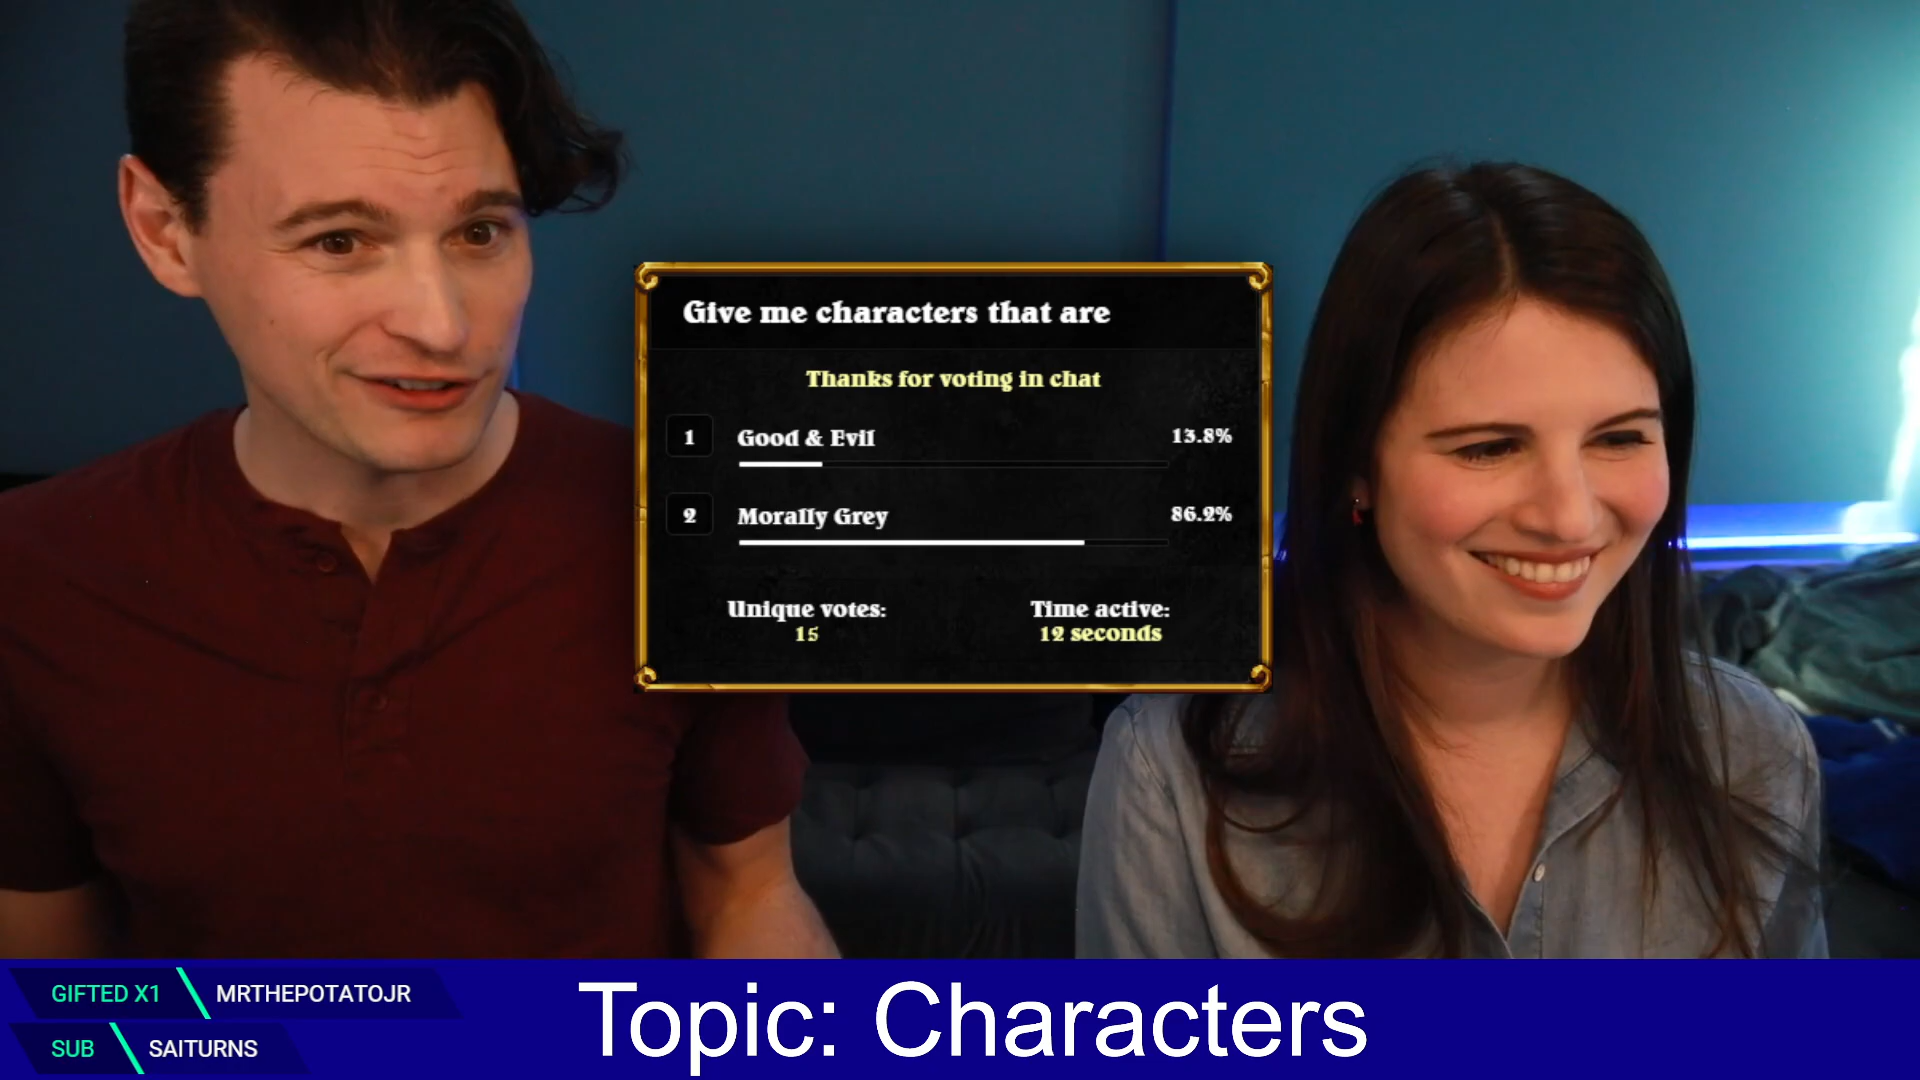 Give me characters that are
Thanks for voting in chat
1 Good & Evil 13.8%
2 Morally Grey 86.2%
Unique votes: Time active:
15 12 seconds
GIFTED X1 MRTHEPOTATOJR
SUB SAITURNS
Topic: Characters